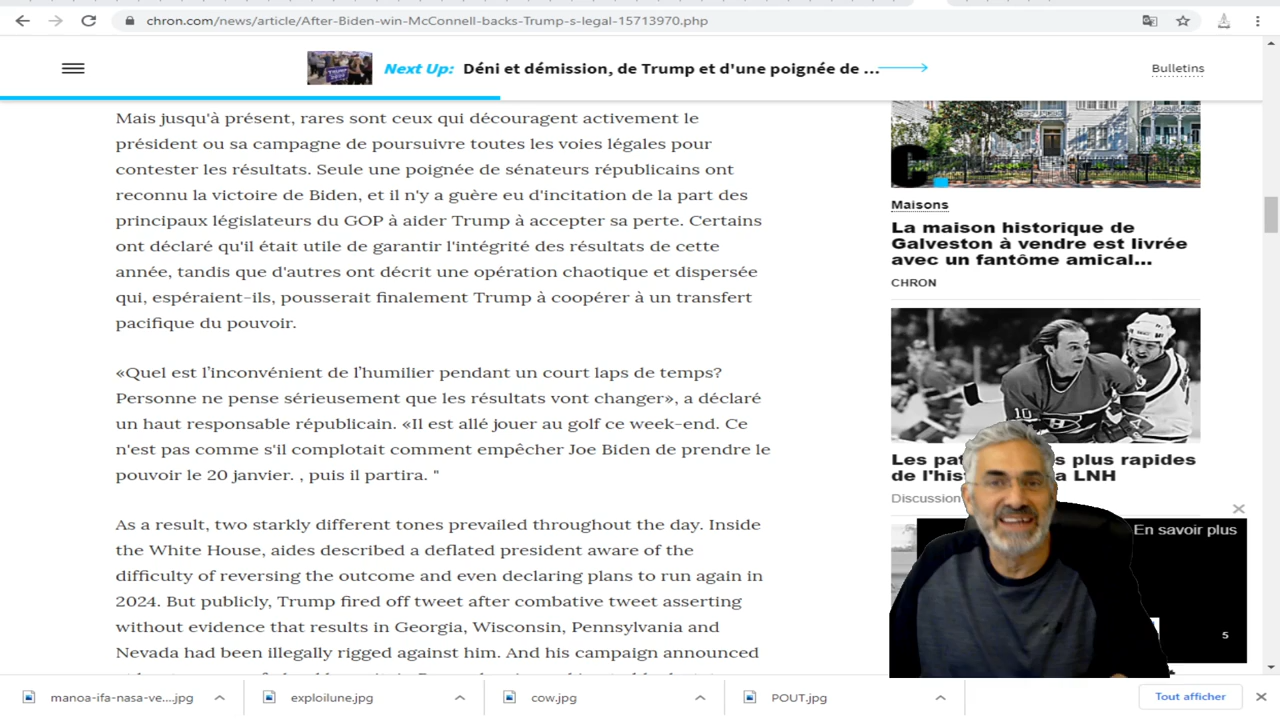 chron.com/news/article/After-Biden-win-McConnell-backs-Trump-s-legal-15713970.php
Next Up: Déni et démission, de Trump et d'une poignée de ...
Bulletins
Mais jusqu'à présent, rares sont ceux qui découragent activement le
président ou sa campagne de poursuivre toutes les voies légales pour
contester les résultats. Seule une poignée de sénateurs républicains ont
reconnu la victoire de Biden, et il n'y a guère eu d'incitation de la part des
principaux législateurs du GOP à aider Trump à accepter sa perte. Certains
ont déclaré qu'il était utile de garantir l'intégrité des résultats de cette
année, tandis que d'autres ont décrit une opération chaotique et dispersée
qui, espéraient-ils, pousserait finalement Trump à coopérer à un transfert
pacifique du pouvoir.
«Quel est l'inconvénient de l'humilier pendant un court laps de temps?
Personne ne pense sérieusement que les résultats vont changer», a déclaré
un haut responsable républicain. «Il est allé jouer au golf ce week-end. Ce
n'est pas comme s'il complotait comment empêcher Joe Biden de prendre le
pouvoir le 20 janvier. , puis il partira. "
As a result, two starkly different tones prevailed throughout the day. Inside
the White House, aides described a deflated president aware of the
difficulty of reversing the outcome and even declaring plans to run again in
2024. But publicly, Trump fired off tweet after combative tweet asserting
without evidence that results in Georgia, Wisconsin, Pennsylvania and
Nevada had been illegally rigged against him. And his campaign announced
Maisons
La maison historique de
Galveston à vendre est livrée
avec un fantôme amical...
CHRON
10
Les s plus rapides
de a LNH
Discussion
En savoir plus
5
manoa-ifa-nasa-ve....jpg
exploilune.jpg
cow.jpg
POUT.jpg
Tout afficher